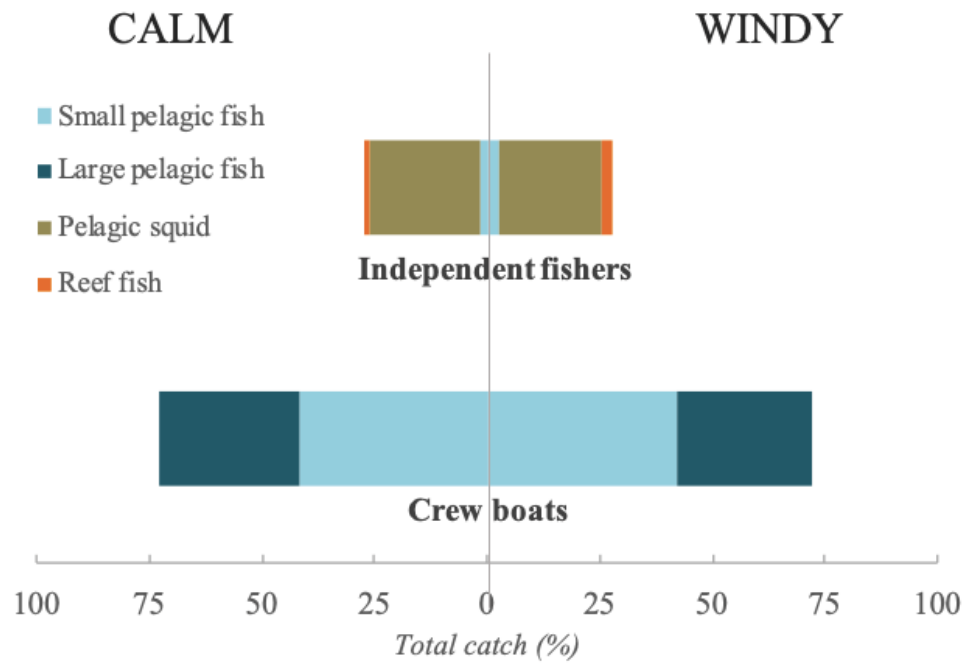 CALM
WINDY
Small pelagic fish
Large pelagic fish
Pelagic squid
Reef fish
Independent fishers
Crew boats
100 75 50 25 0 25 50 75 100
Total catch (%)